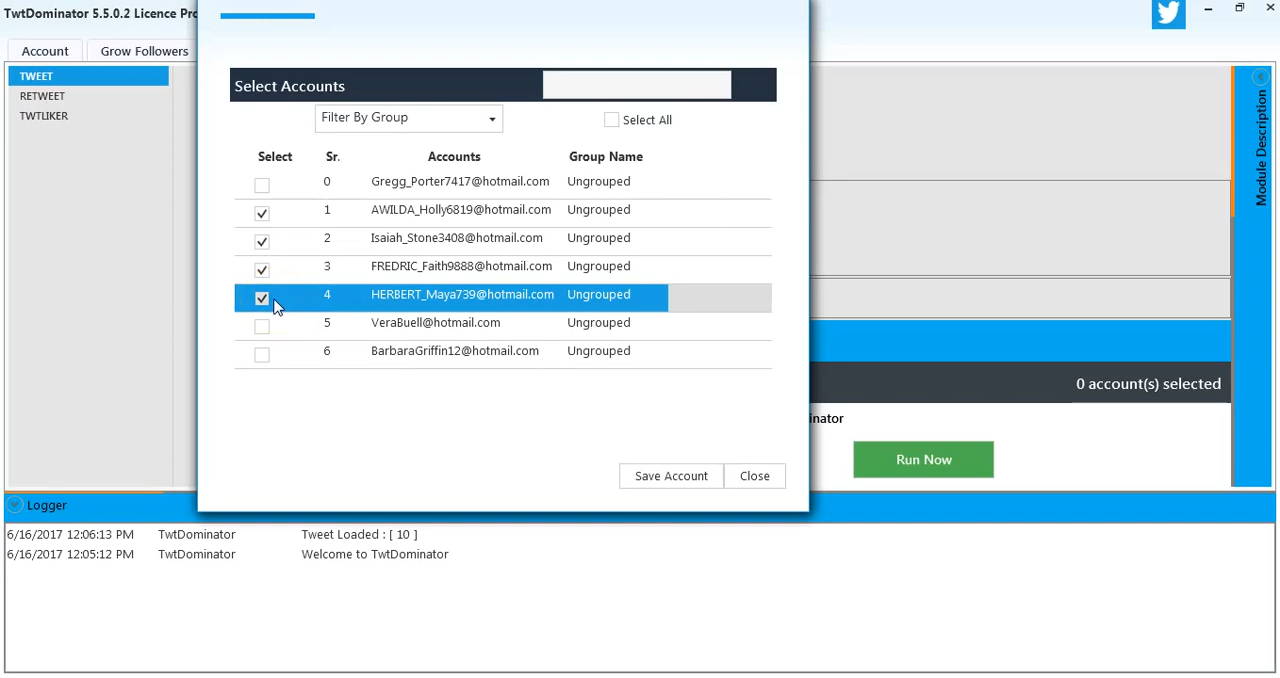 TwtDominator 5.5.0.2 Licence Pro
Account
Grow Followers
TWEET
RETWEET
TWTLIKER
Select Accounts
Filter By Group
Select All
Select Sr. Accounts Group Name
0 Gregg_Porter7417@hotmail.com Ungrouped
1 AWILDA_Holly6819@hotmail.com Ungrouped
2 Isaiah_Stone3408@hotmail.com Ungrouped
3 FREDRIC_Faith9888@hotmail.com Ungrouped
4 HERBERT_Maya739@hotmail.com Ungrouped
5 VeraBuell@hotmail.com Ungrouped
6 BarbaraGriffin12@hotmail.com Ungrouped
Save Account
Close
Module Description
0 account(s) selected
inator
Run Now
Logger
6/16/2017 12:06:13 PM TwtDominator Tweet Loaded : [ 10 ]
6/16/2017 12:05:12 PM TwtDominator Welcome to TwtDominator